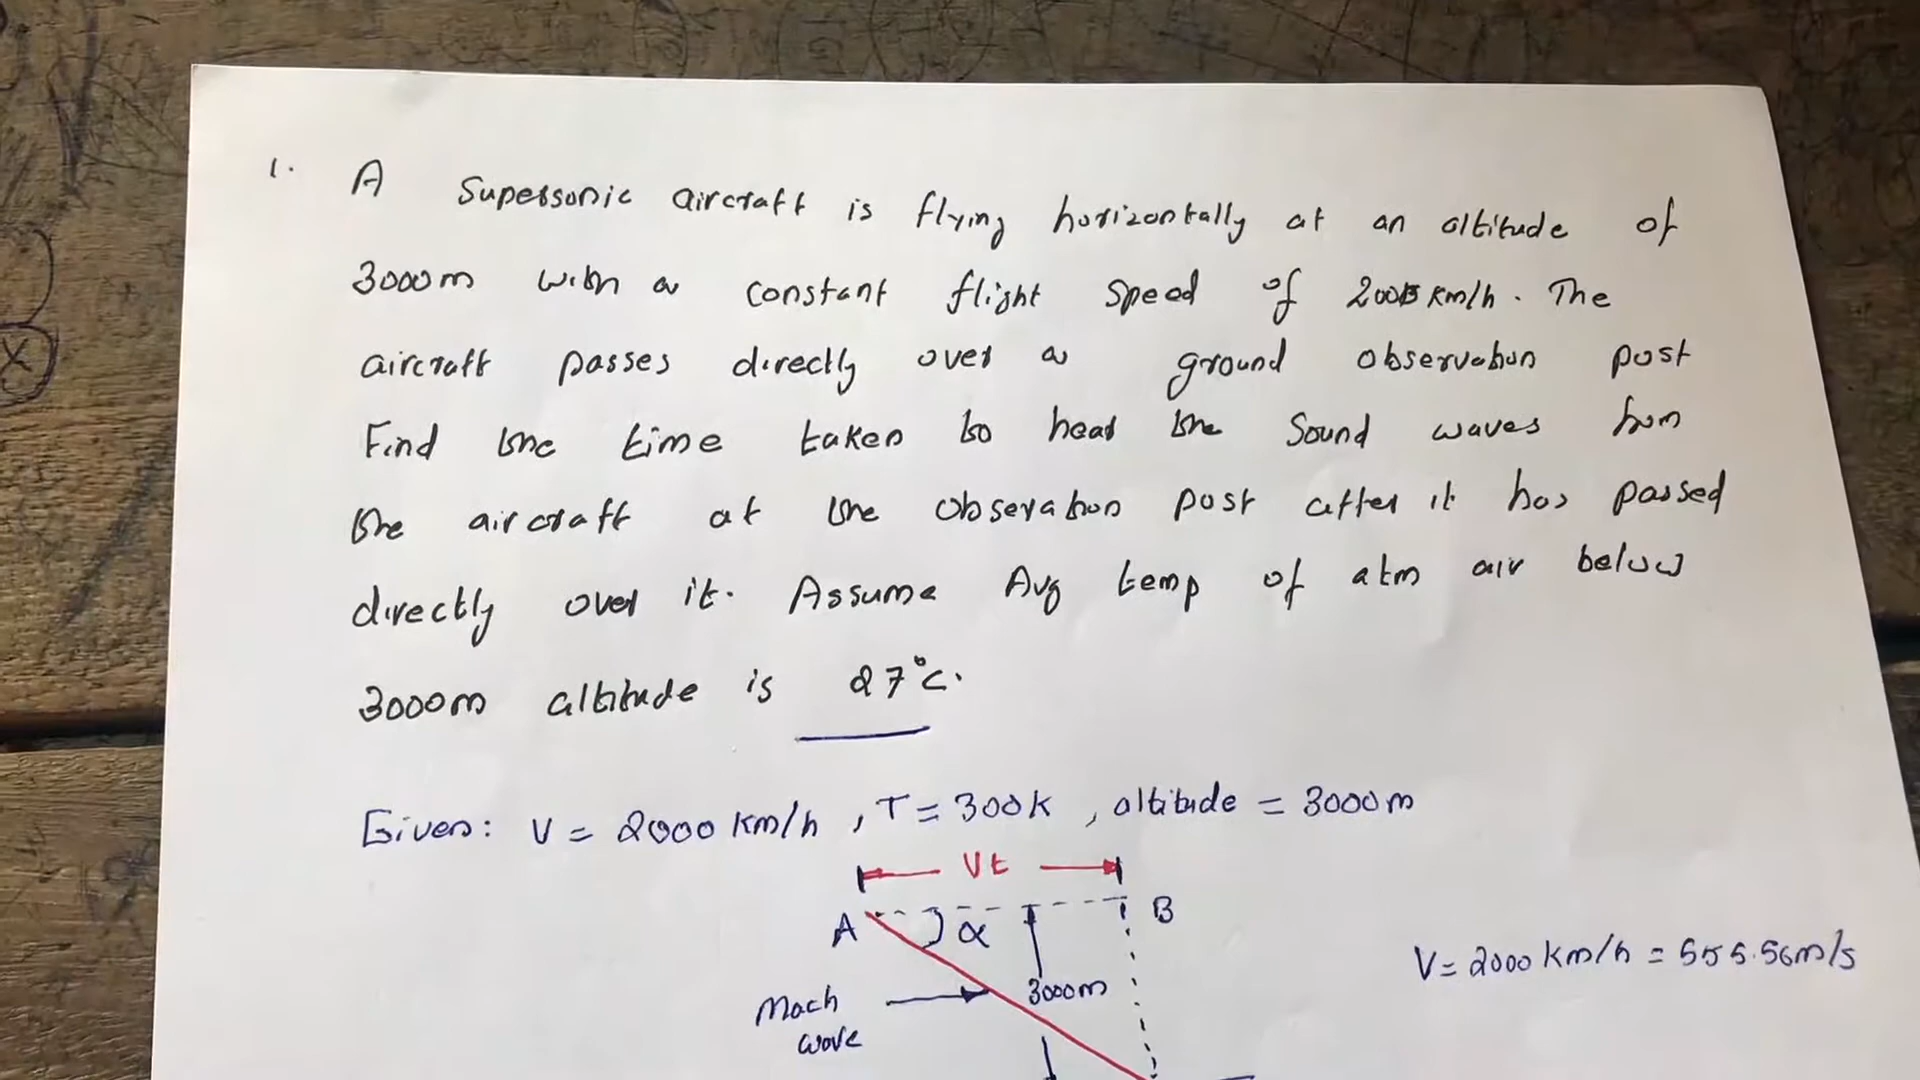 1. A Supersonic aircraft is flying horizontally at an altitude of
3000m with a constant flight speed of 2000 km/h. The
aircraft passes directly over a ground observation post
Find the time taken to hear the Sound waves from
the aircraft at the observation post after it has passed
directly over it. Assume Avg temp of atm air below
3000m altitude is 27°C.
Given: V = 2000 km/h , T = 300k , altitude = 3000m
Vt
A α B
V = 2000 km/h = 555.56m/s
3000m
Mach
wave